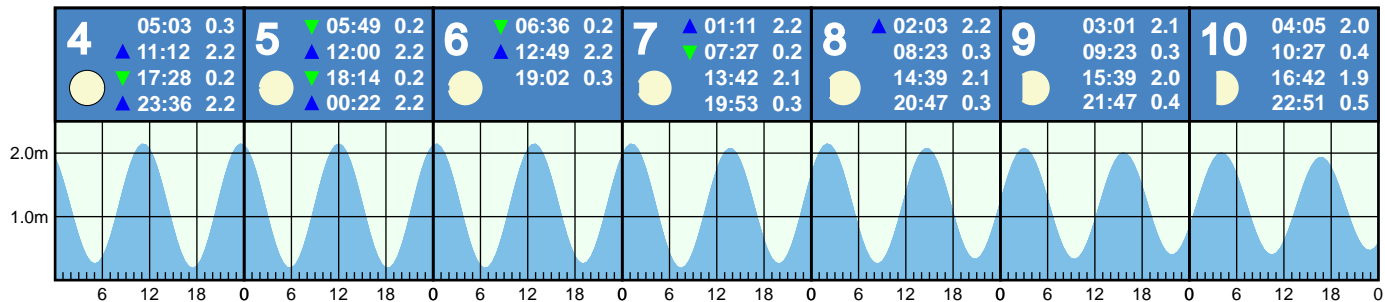 4
05:03 0.3
▲ 11:12 2.2
▼ 17:28 0.2
▲ 23:36 2.2
5
▼ 05:49 0.2
▲ 12:00 2.2
▼ 18:14 0.2
▲ 00:22 2.2
6
▼ 06:36 0.2
▲ 12:49 2.2
19:02 0.3
7
▲ 01:11 2.2
▼ 07:27 0.2
13:42 2.1
19:53 0.3
8
▲ 02:03 2.2
08:23 0.3
14:39 2.1
20:47 0.3
9
03:01 2.1
09:23 0.3
15:39 2.0
21:47 0.4
10
04:05 2.0
10:27 0.4
16:42 1.9
22:51 0.5
2.0m
1.0m
6 12 18 0 6 12 18 0 6 12 18 0 6 12 18 0 6 12 18 0 6 12 18 0 6 12 18 0